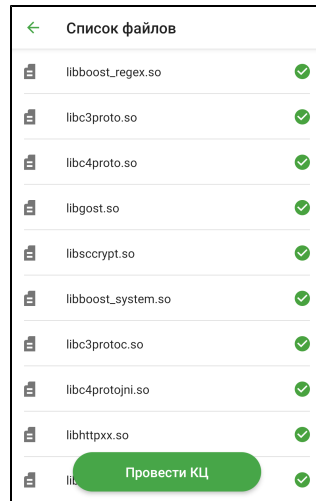 Список файлов
libboost_regex.so
libc3proto.so
libc4proto.so
libgost.so
libsccrypt.so
libboost_system.so
libc3protoc.so
libc4protojni.so
libhttpxx.so
Провести КЦ